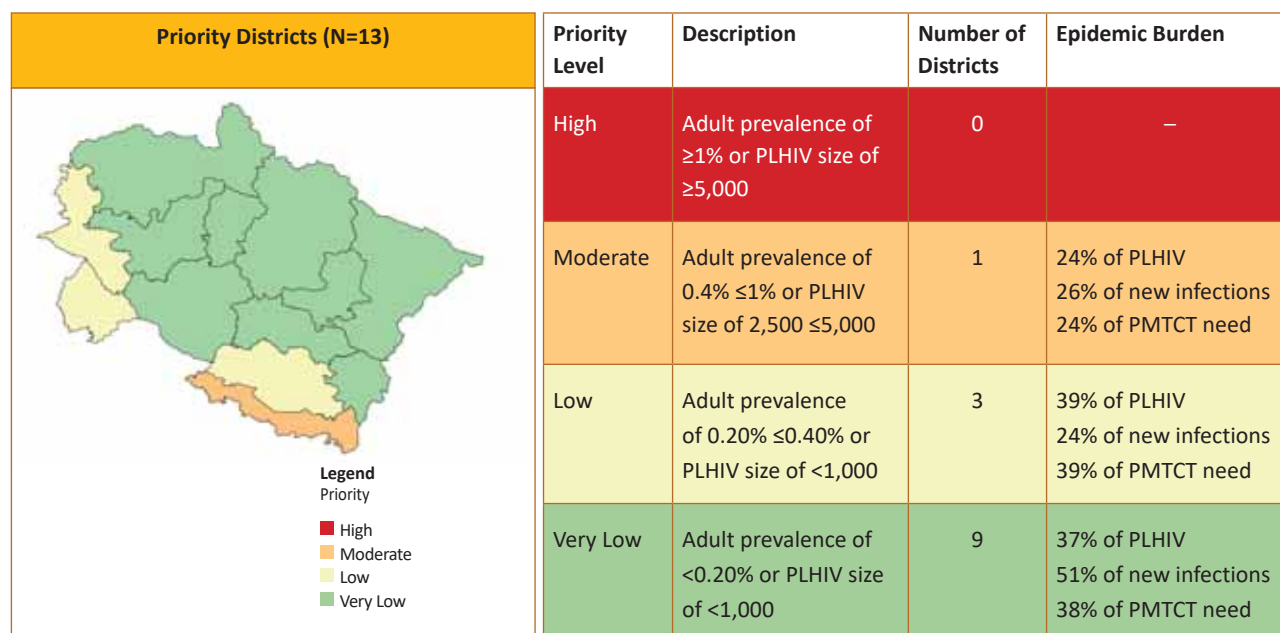 Priority Districts (N=13)
Legend
Priority
High
Moderate
Low
Very Low
Priority
Level
Description
Number of
Districts
Epidemic Burden
High
Adult prevalence of
≥1% or PLHIV size of
≥5,000
0
–
Moderate
Adult prevalence of
0.4% ≤1% or PLHIV
size of 2,500 ≤5,000
1
24% of PLHIV
26% of new infections
24% of PMTCT need
Low
Adult prevalence
of 0.20% ≤0.40% or
PLHIV size of <1,000
3
39% of PLHIV
24% of new infections
39% of PMTCT need
Very Low
Adult prevalence of
<0.20% or PLHIV size
of <1,000
9
37% of PLHIV
51% of new infections
38% of PMTCT need